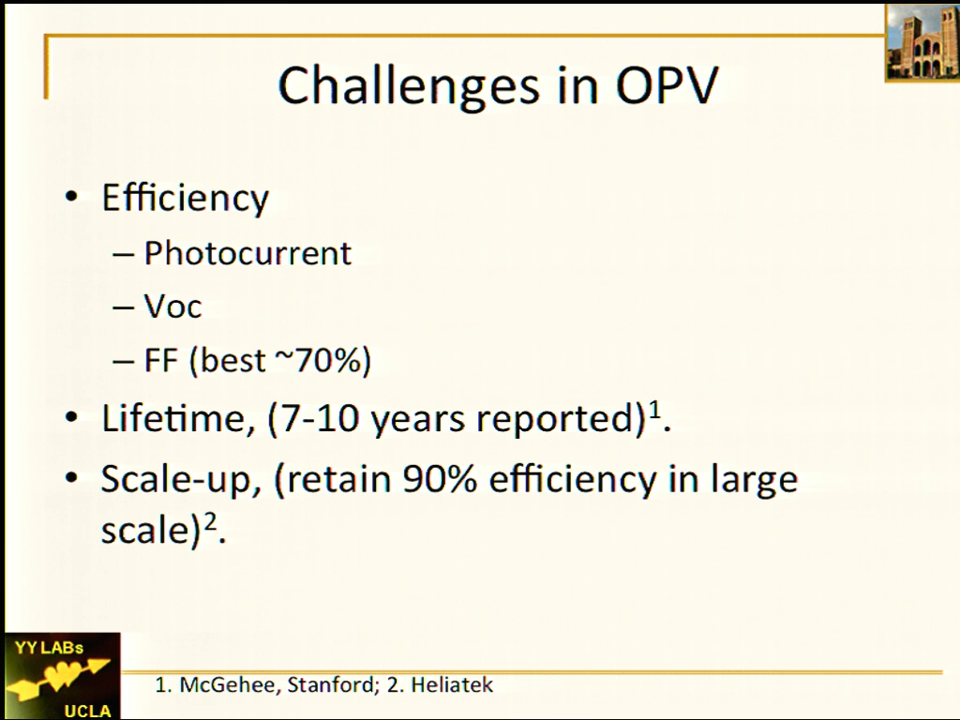 Challenges in OPV
• Efficiency
– Photocurrent
– Voc
– FF (best ~70%)
• Lifetime, (7-10 years reported)¹.
• Scale-up, (retain 90% efficiency in large
scale)².
YY LABs
UCLA
1. McGehee, Stanford; 2. Heliatek